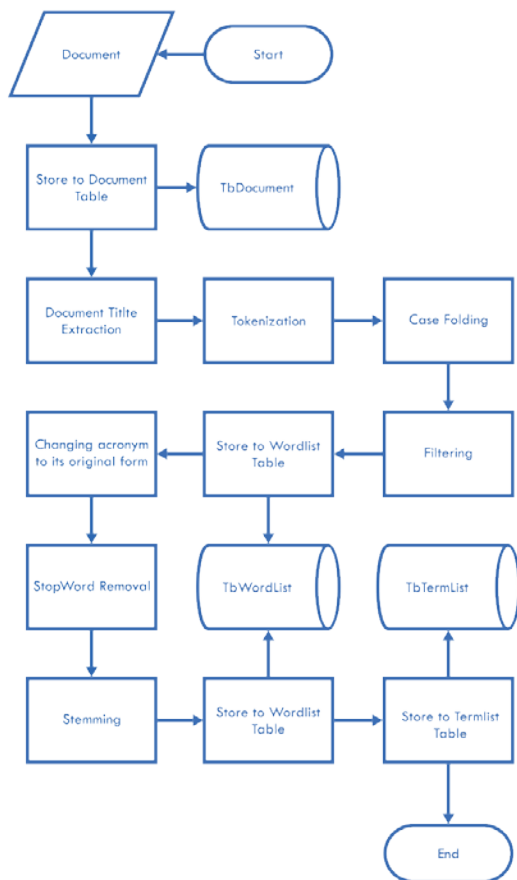 Document
Start
Store to Document
Table
TbDocument
Document Titlte
Extraction
Tokenization
Case Folding
Changing acronym
to its original form
Store to Wordlist
Table
Filtering
StopWord Removal
TbWordList
TbTermList
Stemming
Store to Wordlist
Table
Store to Termlist
Table
End